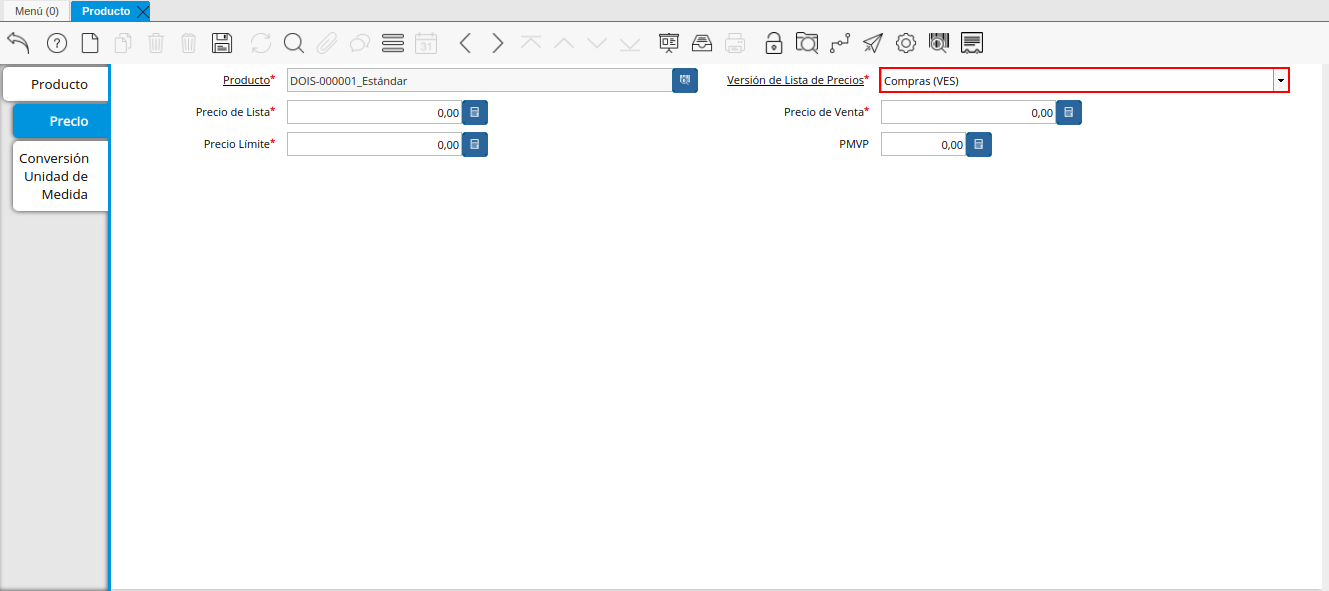 Menú (0)
Producto
31
Producto
Precio
Conversión
Unidad de
Medida
Producto* DOIS-000001_Estándar Versión de Lista de Precios* Compras (VES)
Precio de Lista* 0,00 Precio de Venta* 0,00
Precio Límite* 0,00 PMVP 0,00